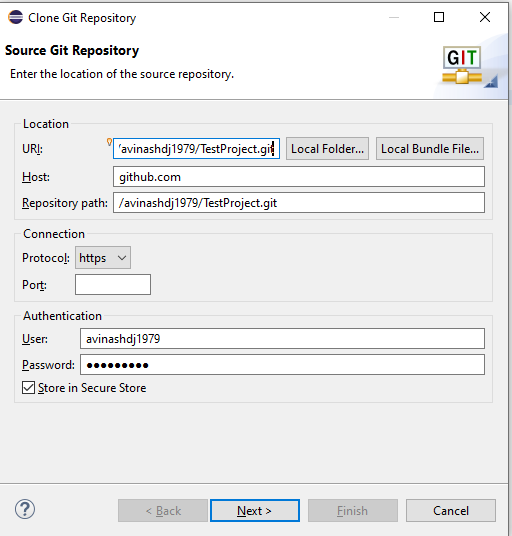 Clone Git Repository
Source Git Repository
Enter the location of the source repository.
GIT
Location
URI: /avinashdj1979/TestProject.git Local Folder... Local Bundle File...
Host: github.com
Repository path: /avinashdj1979/TestProject.git
Connection
Protocol: https
Port:
Authentication
User: avinashdj1979
Password: ●●●●●●●●●
Store in Secure Store
? < Back Next > Finish Cancel